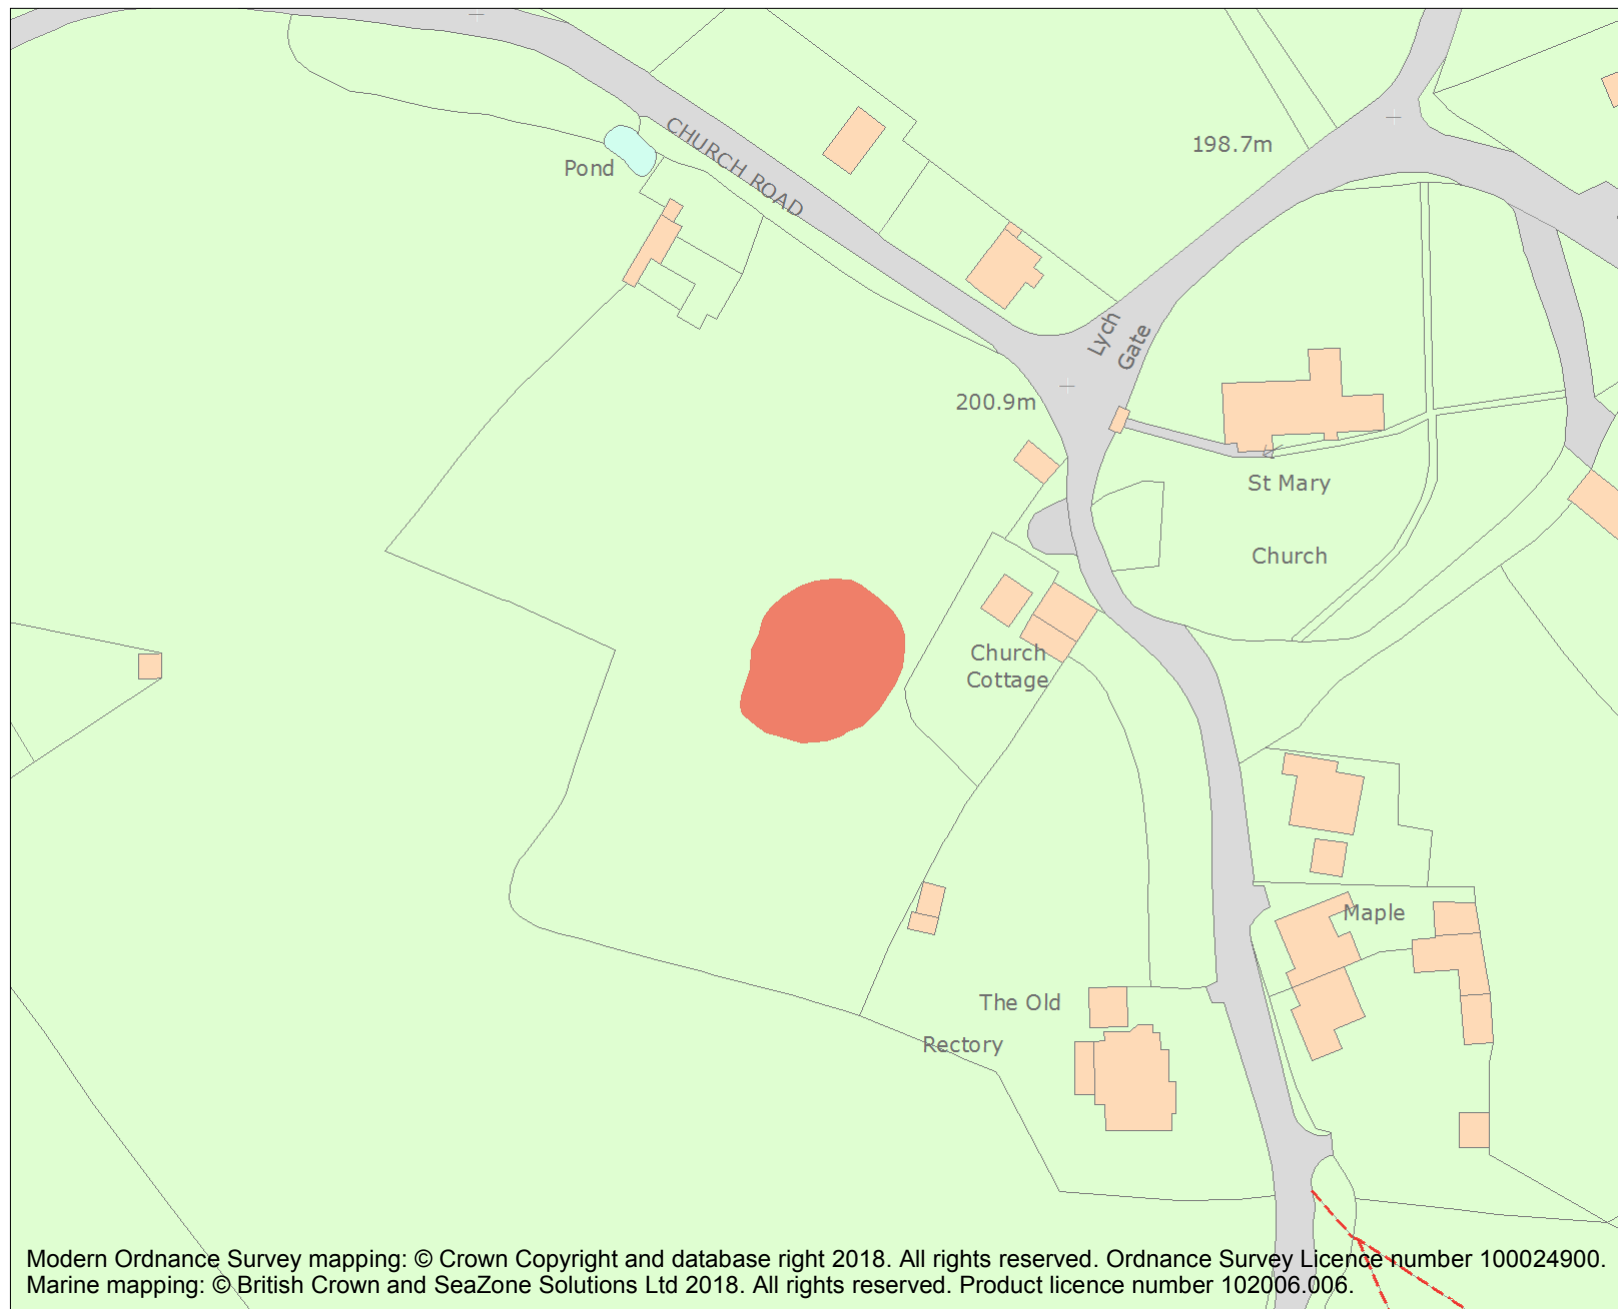 198.7m
CHURCH ROAD
Pond
Lych
Gate
200.9m
St Mary
Church
Church
Cottage
Maple
The Old
Rectory
Modern Ordnance Survey mapping: © Crown Copyright and database right 2018. All rights reserved. Ordnance Survey Licence number 100024900.
Marine mapping: © British Crown and SeaZone Solutions Ltd 2018. All rights reserved. Product licence number 102006.006.